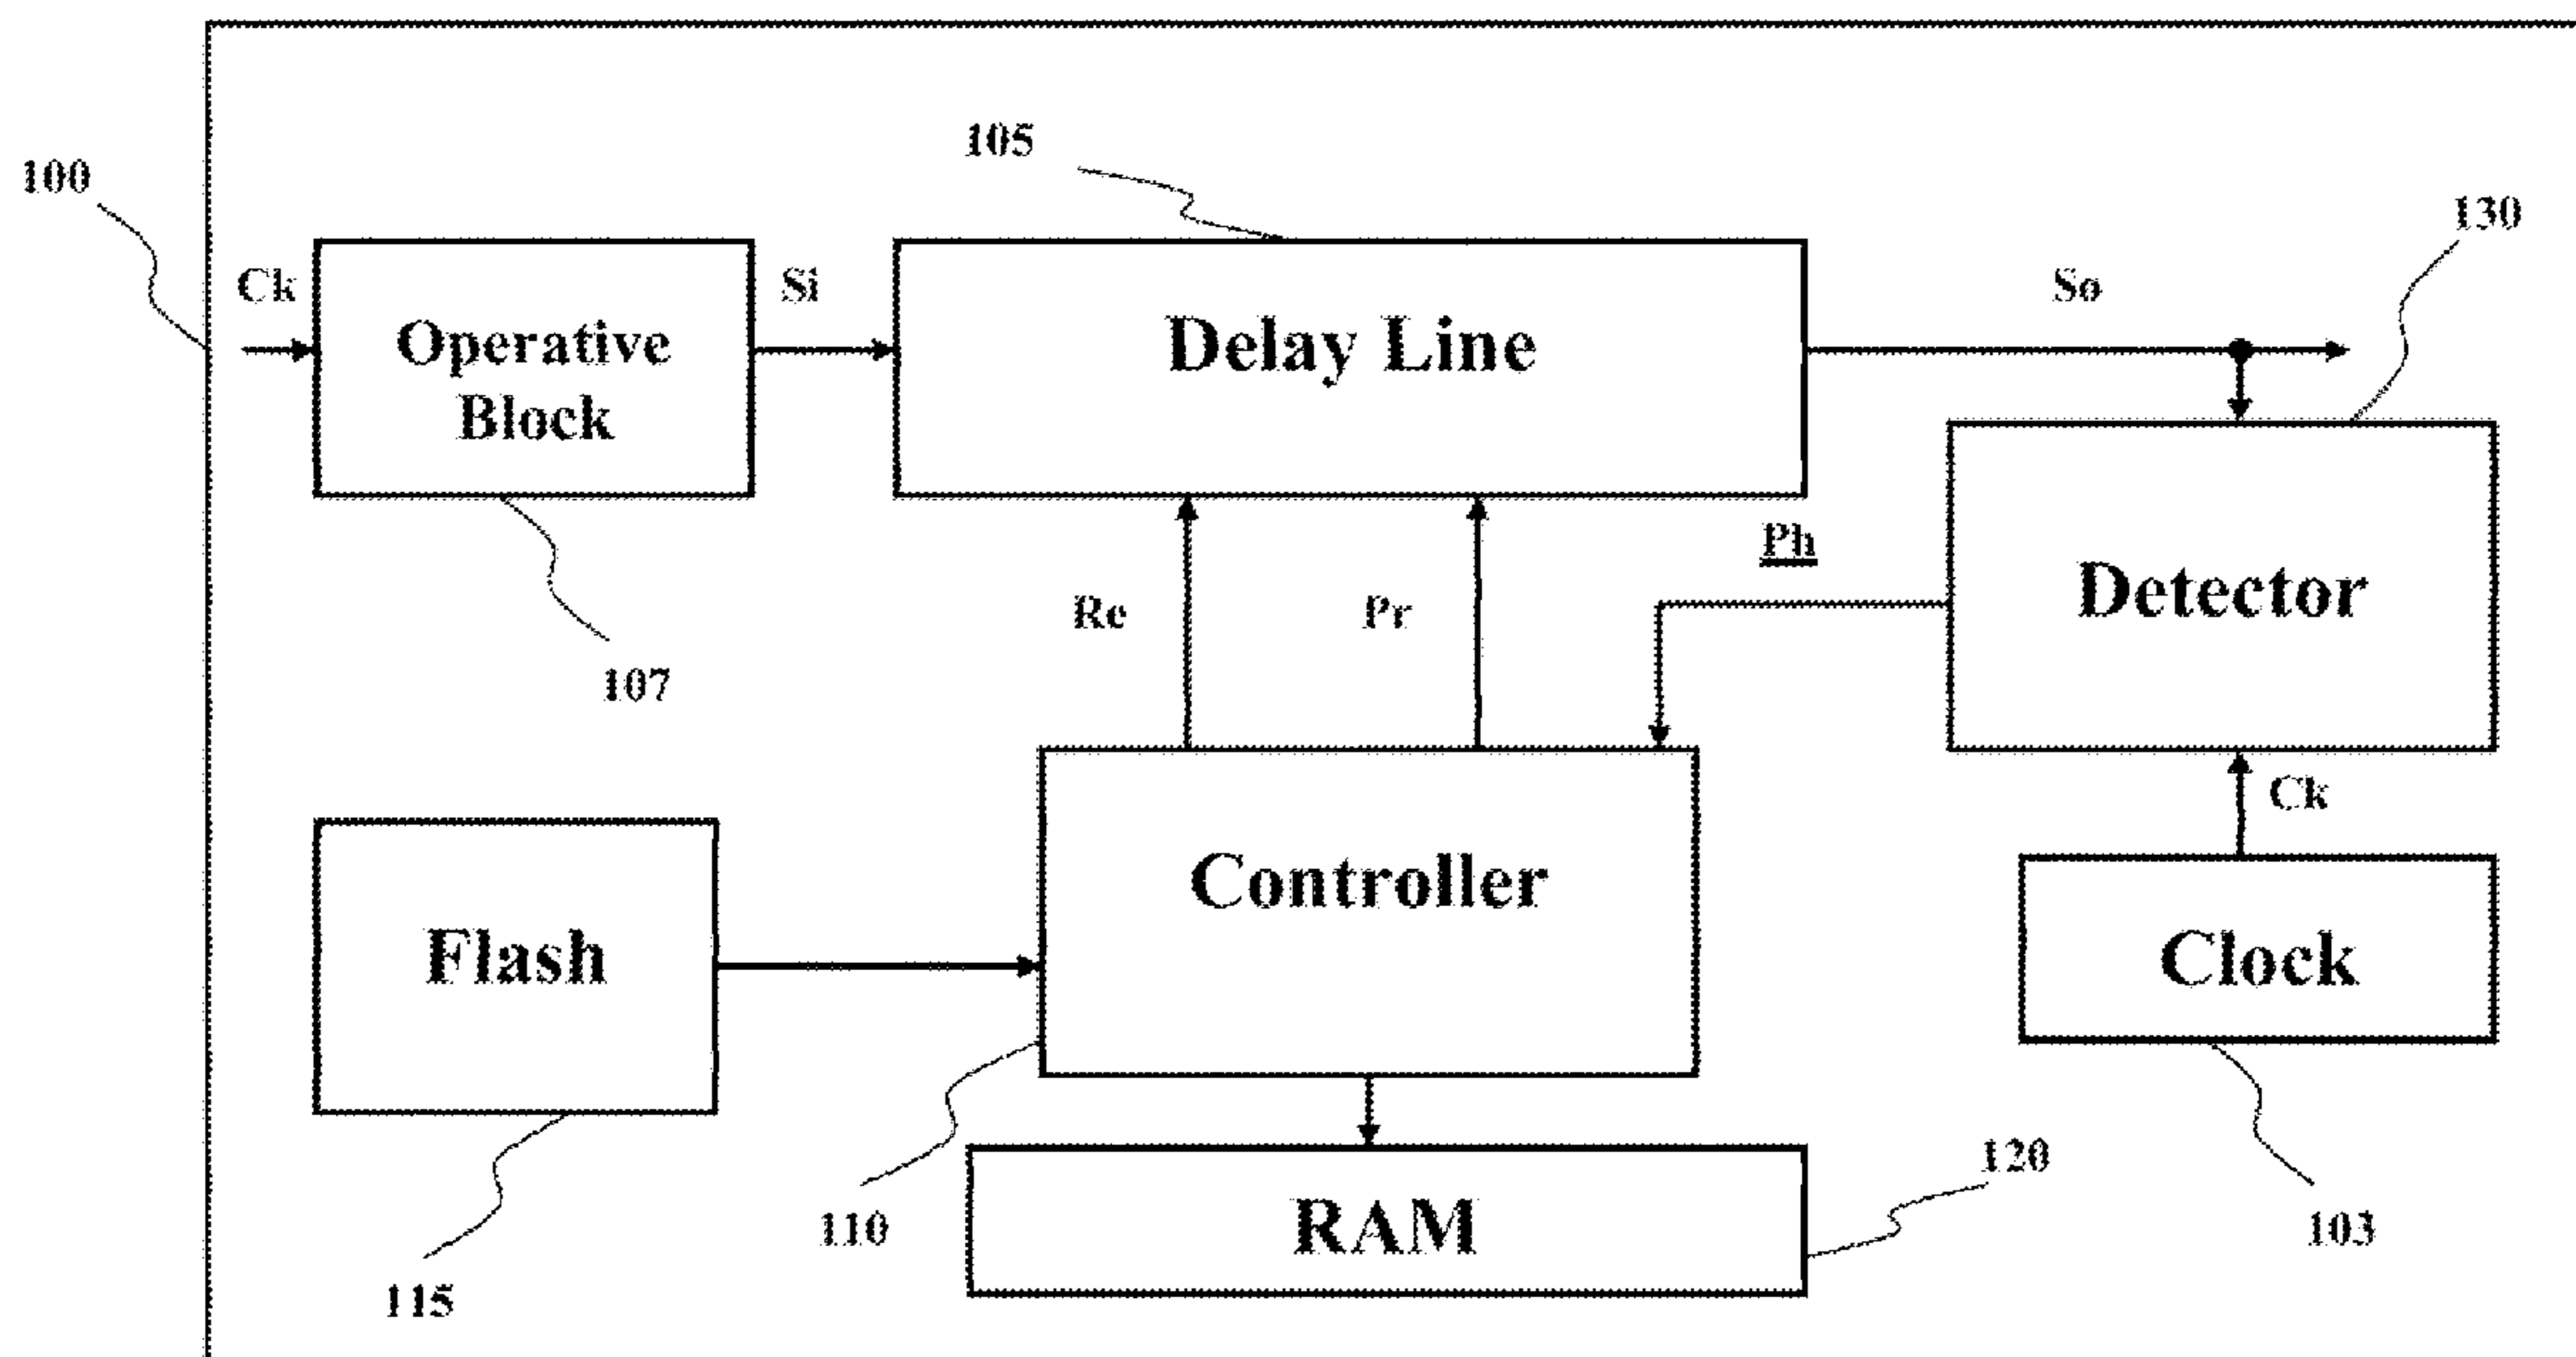 105
100
130
Ck
Si
So
Operative
Block
Delay Line
Ph
Re
Pr
Detector
107
Ck
Controller
Flash
Clock
120
110
RAM
103
115